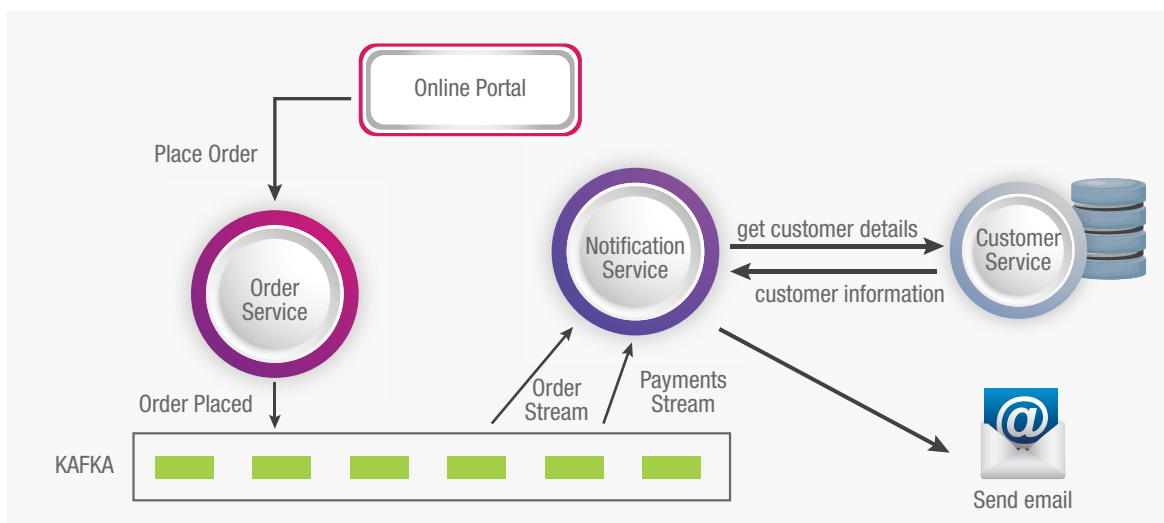 Online Portal
Place Order
Order
Service
Notification
Service
get customer details
customer information
Customer
Service
Order Placed
Order
Stream
Payments
Stream
KAFKA
@
Send email